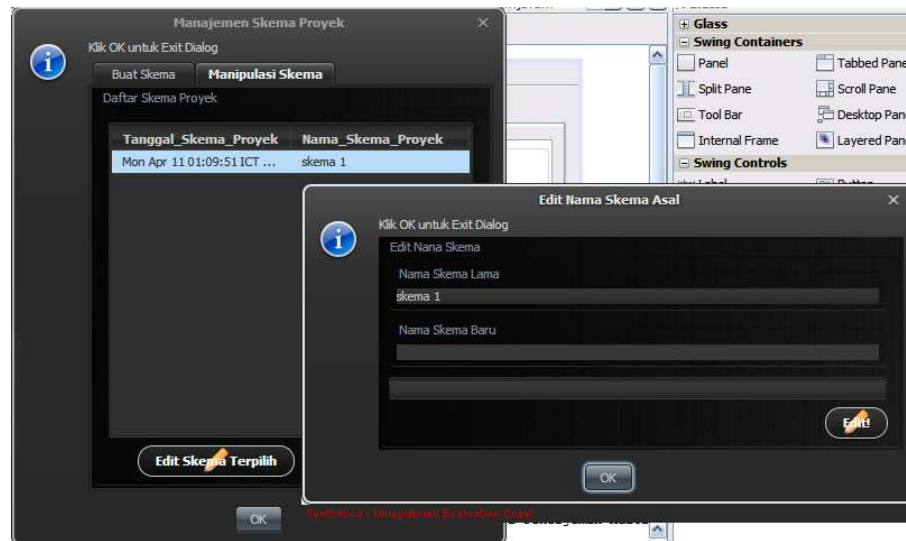 Manajemen Skema Proyek
Klik OK untuk Exit Dialog
Buat Skema Manipulasi Skema
Daftar Skema Proyek
Tanggal_Skema_Proyek Nama_Skema_Proyek
Mon Apr 11 01:09:51 ICT ... skema 1
Edit Skema Terpilih
OK
Edit Nama Skema Asal
Klik OK untuk Exit Dialog
Edit Nana Skema
Nama Skema Lama
skema 1
Nama Skema Baru
Edit!
OK
Synthetica - Unregistered Evaluation Copy!
Glass
Swing Containers
Panel Tabbed Pane
Split Pane Scroll Pane
Tool Bar Desktop Pan
Internal Frame Layered Pan
Swing Controls